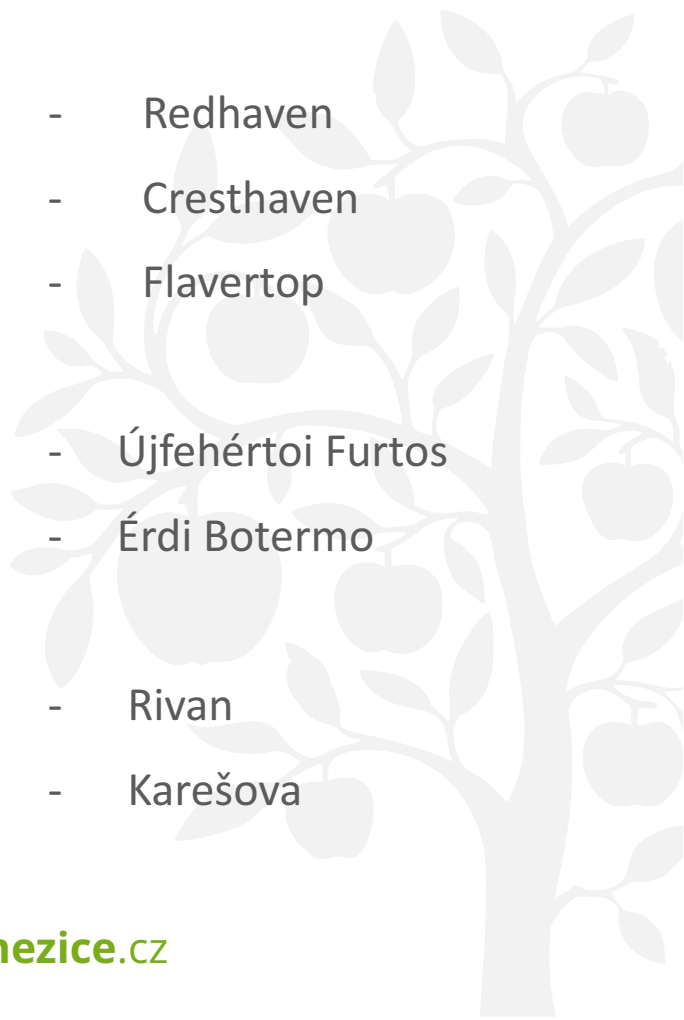 - Redhaven
- Cresthaven
- Flavertop
- Újfehértoi Furtos
- Érdi Botermo
- Rivan
- Karešova
nezice.cz